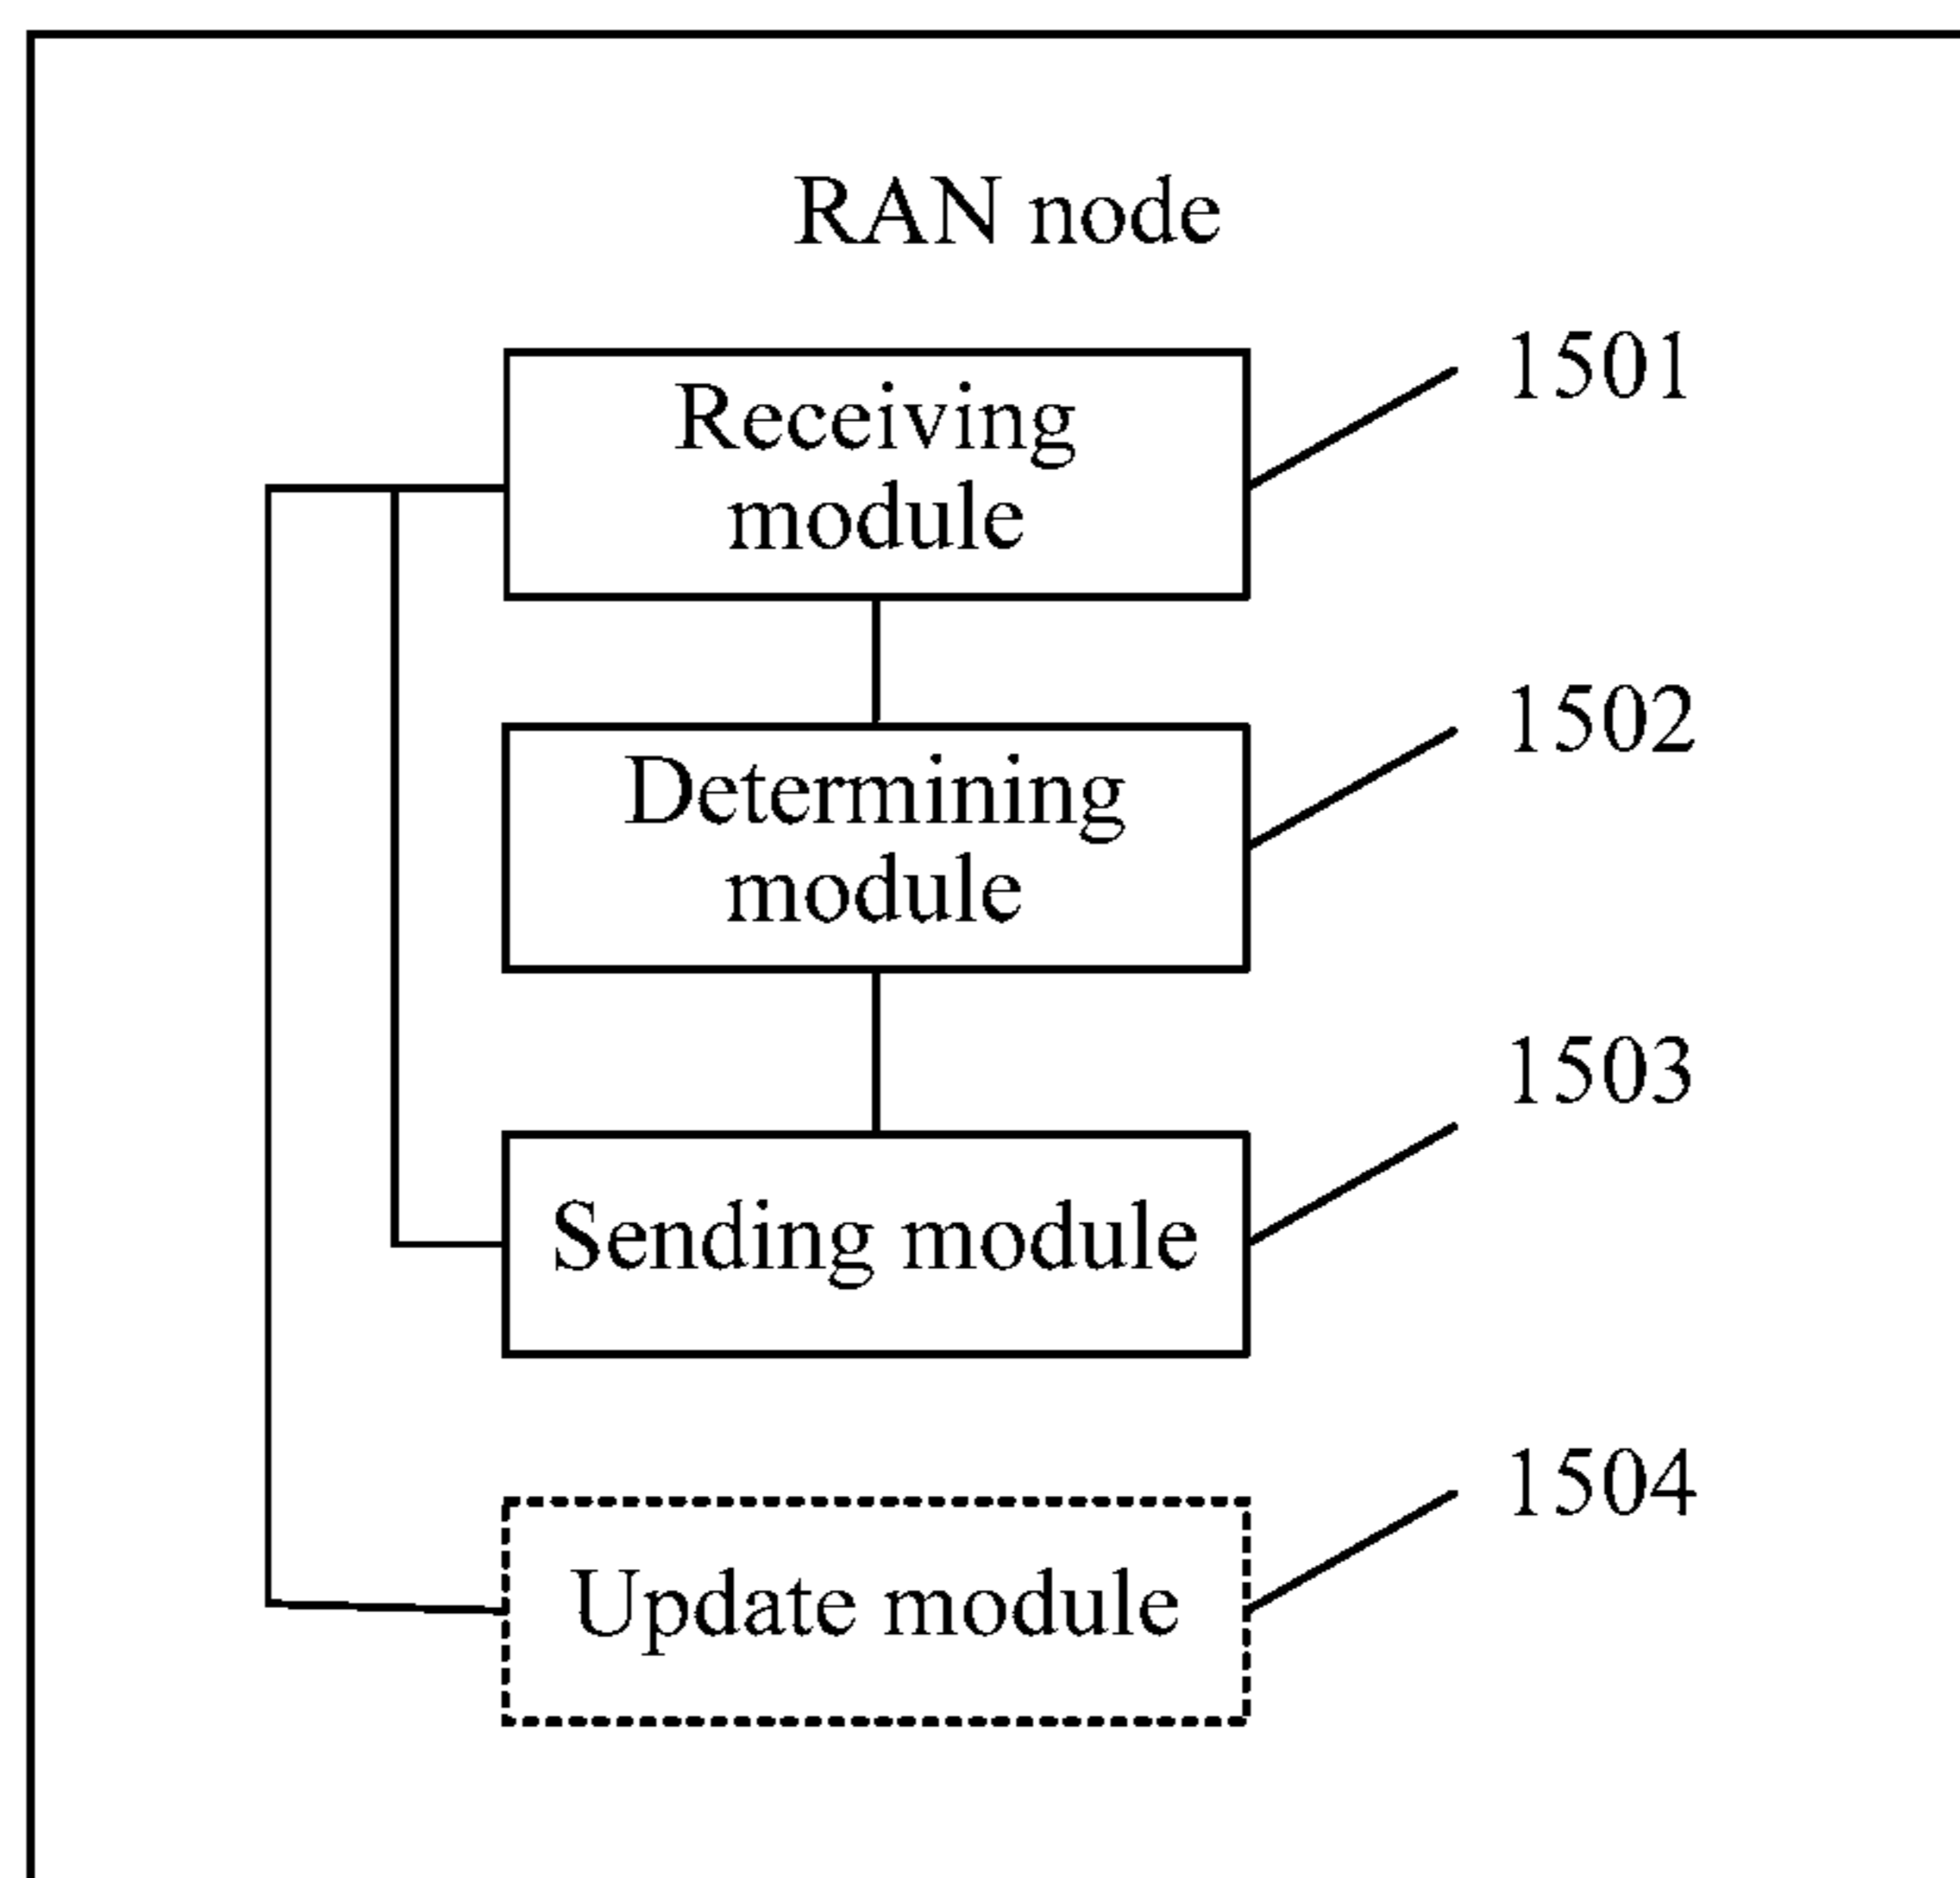 RAN node
Receiving
module
1501
Determining
module
1502
Sending module
1503
Update module
1504